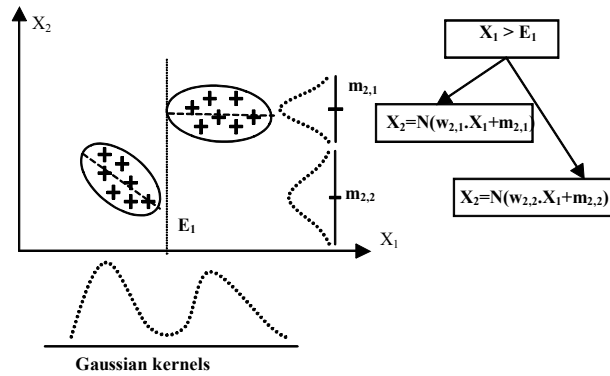 X₂
X₁ > E₁
m₂,₁
X₂=N(w₂,₁.X₁+m₂,₁)
m₂,₂
X₂=N(w₂,₂.X₁+m₂,₂)
E₁
X₁
Gaussian kernels